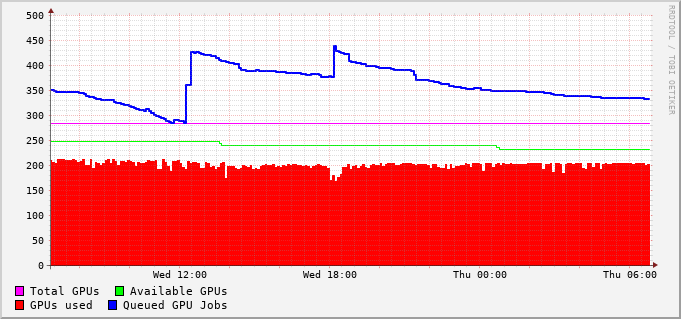 500
450
400
350
300
250
200
150
100
50
0
Wed 12:00 Wed 18:00 Thu 00:00 Thu 06:00
Total GPUs Available GPUs
GPUs used Queued GPU Jobs
RRDTOOL / TOBI OETIKER